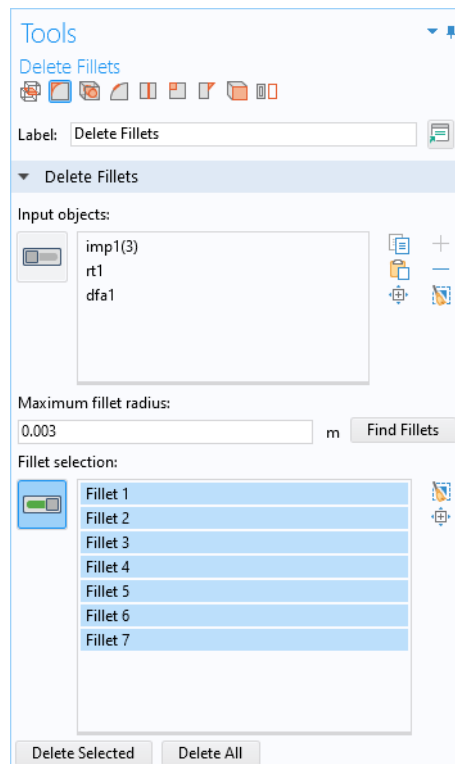 Tools
Delete Fillets
Label: Delete Fillets
Delete Fillets
Input objects:
imp1(3)
rt1
dfa1
Maximum fillet radius:
0.003 m Find Fillets
Fillet selection:
Fillet 1
Fillet 2
Fillet 3
Fillet 4
Fillet 5
Fillet 6
Fillet 7
Delete Selected Delete All